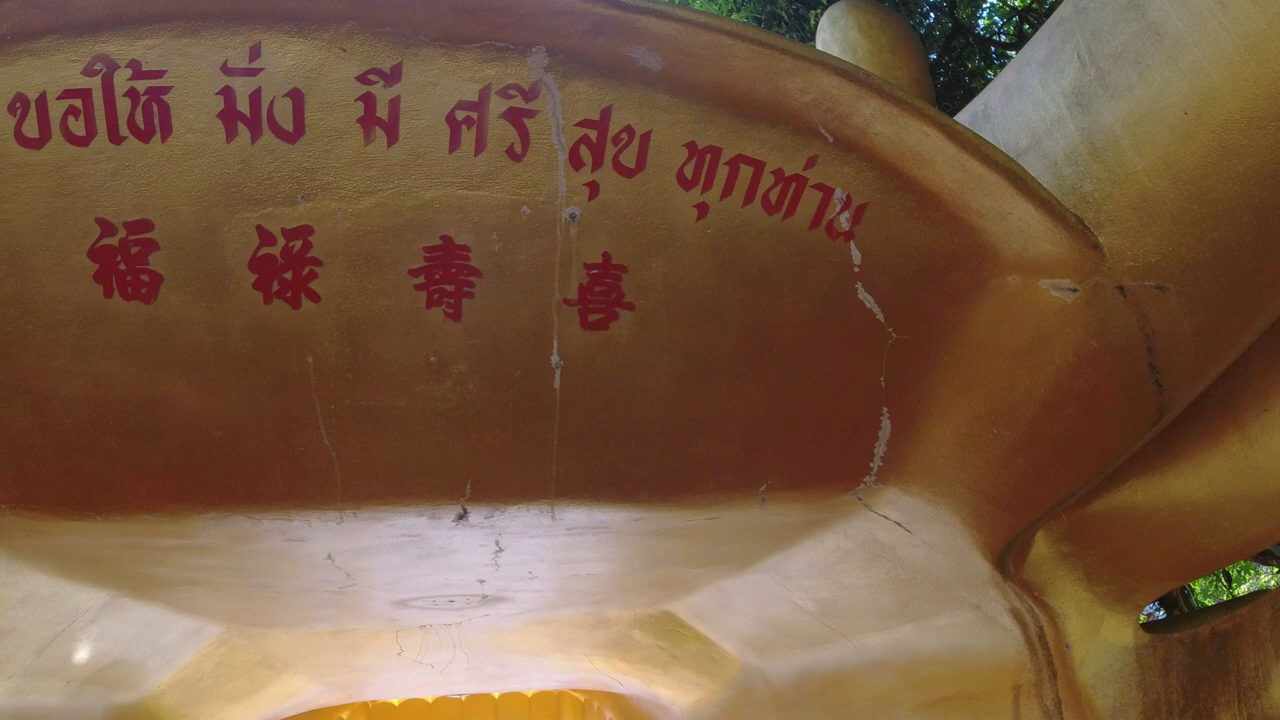 ขอให้ มั่ง มี ศรี สุข ทุกท่าน
福 禄 壽 喜